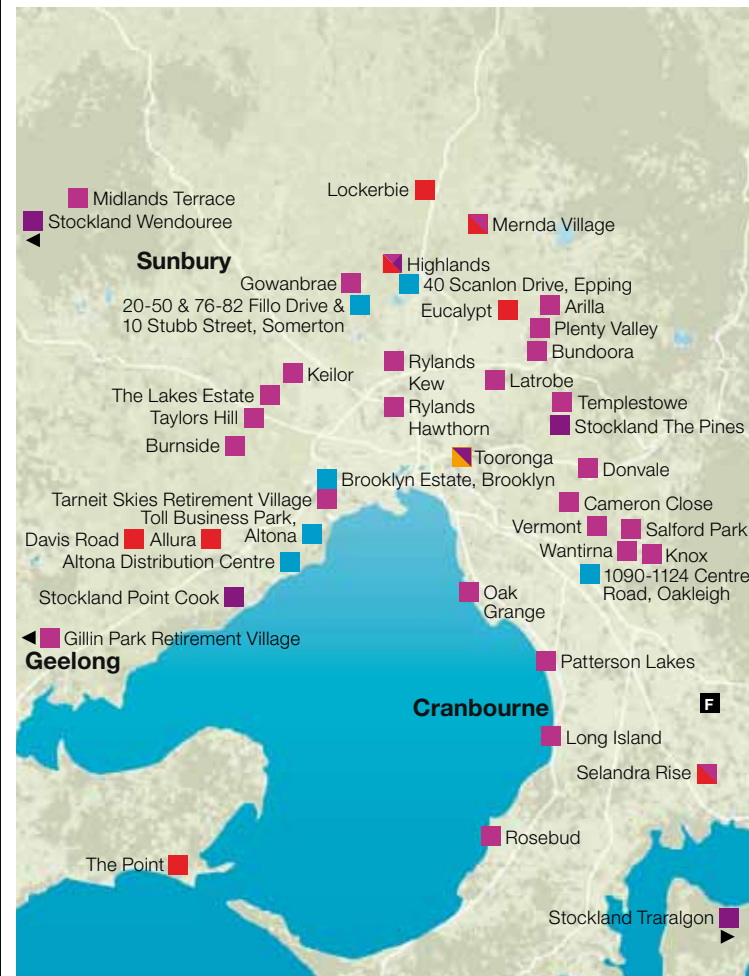 Lockerbie
Midlands Terrace
Stockland Wendouree
Mernda Village
Sunbury
Highlands
Gowanbrae
40 Scanlon Drive, Epping
20-50 & 76-82 Fillo Drive &
10 Stubb Street, Somerton
Eucalypt
Arilla
Plenty Valley
Bundoora
Rylands
Kew
Keilor
Latrobe
The Lakes Estate
Templestowe
Rylands
Hawthorn
Taylors Hill
Stockland The Pines
Burnside
Tooronga
Donvale
Brooklyn Estate, Brooklyn
Tarneit Skies Retirement Village
Cameron Close
Toll Business Park,
Altona
Vermont
Salford Park
Davis Road
Allura
Wantirna
Knox
Altona Distribution Centre
1090-1124 Centre
Road, Oakleigh
Stockland Point Cook
Oak
Grange
Gillin Park Retirement Village
Geelong
Patterson Lakes
F
Cranbourne
Long Island
Selandra Rise
Rosebud
The Point
Stockland Traralgon